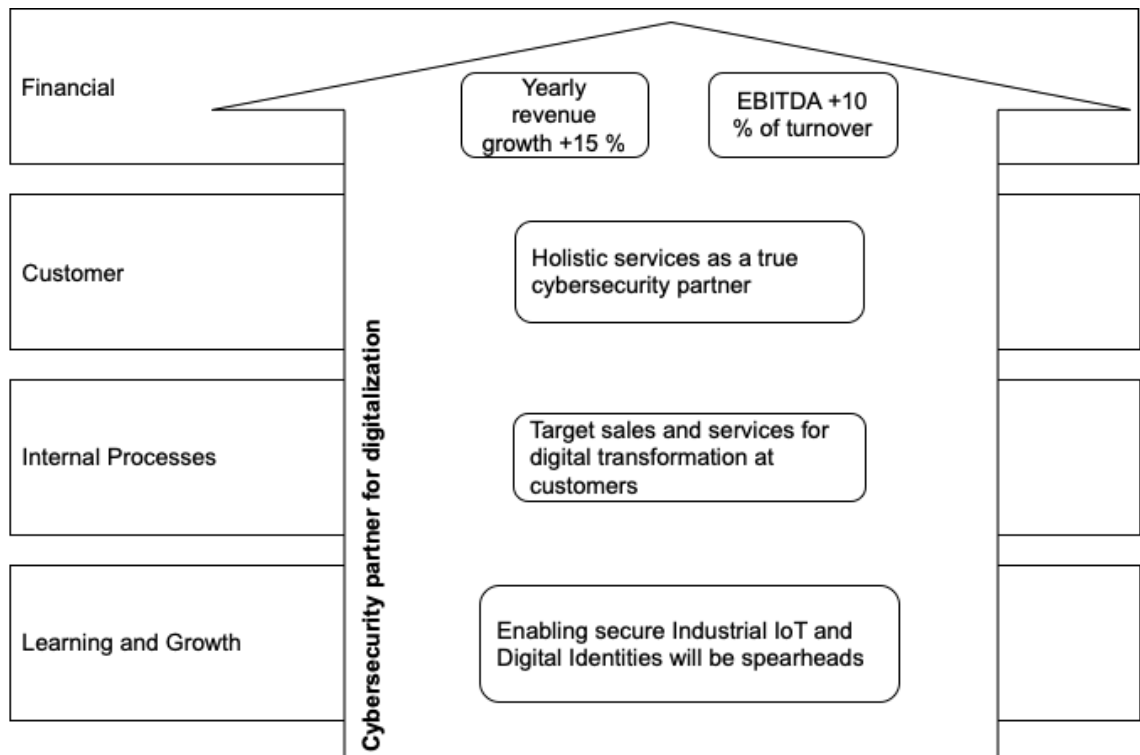 Financial
Yearly
revenue
growth +15 %
EBITDA +10
% of turnover
Customer
Holistic services as a true
cybersecurity partner
Cybersecurity partner for digitalization
Internal Processes
Target sales and services for
digital transformation at
customers
Learning and Growth
Enabling secure Industrial IoT and
Digital Identities will be spearheads